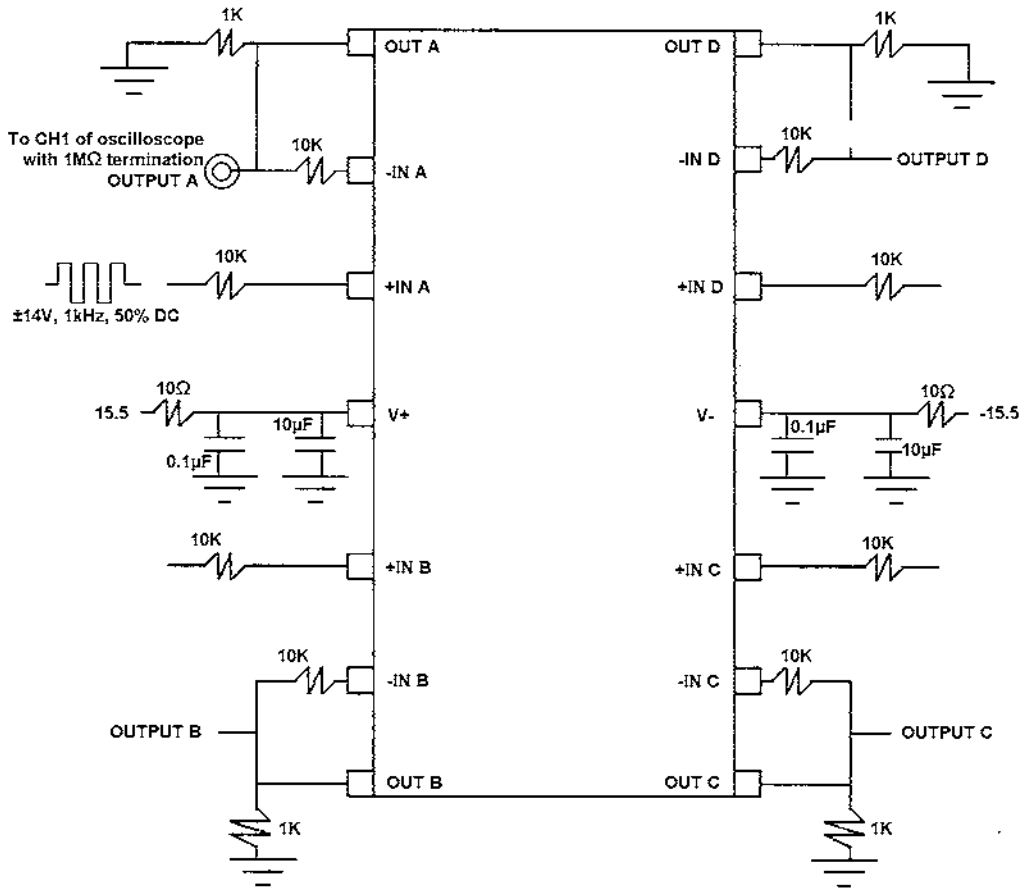 1K
1K
OUT A
OUT D
To CH1 of oscilloscope
with 1MΩ termination
OUTPUT A
10K
-IN A
-IN D
10K
OUTPUT D
10K
+IN A
+IN D
10K
±14V, 1kHz, 50% DC
15.5
10Ω
0.1µF
10µF
V+
V-
0.1µF
10µF
10Ω
-15.5
10K
+IN B
+IN C
10K
10K
-IN B
-IN C
10K
OUTPUT B
OUTPUT C
OUT B
OUT C
1K
1K